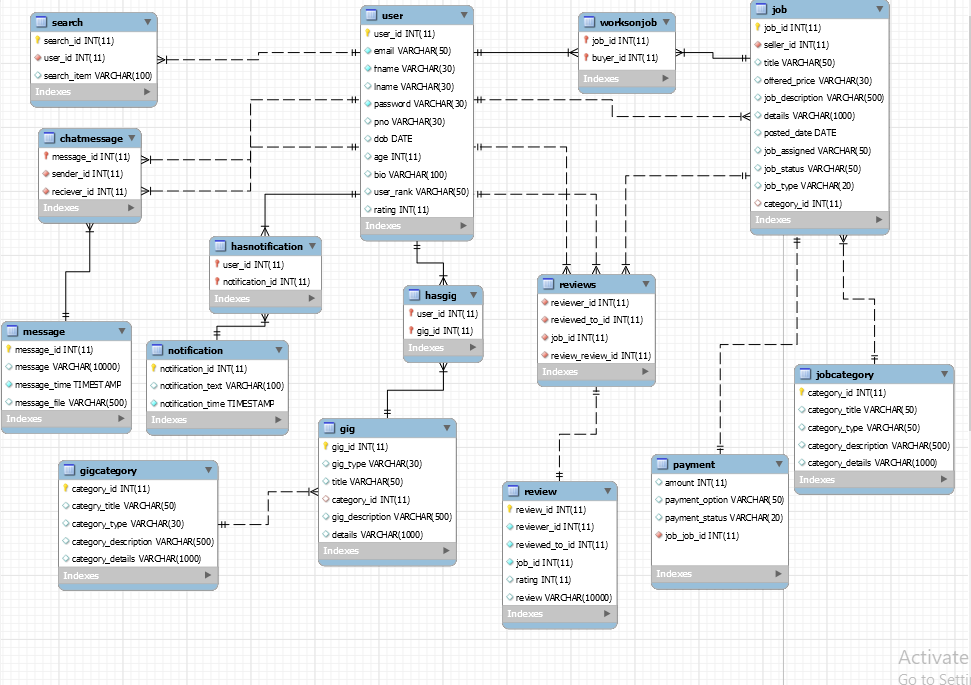 search
search_id INT(11)
user_id INT(11)
search_item VARCHAR(100)
Indexes
user
user_id INT(11)
email VARCHAR(50)
fname VARCHAR(30)
lname VARCHAR(30)
password VARCHAR(30)
pno VARCHAR(30)
dob DATE
age INT(11)
bio VARCHAR(100)
user_rank VARCHAR(50)
rating INT(11)
Indexes
worksonjob
job_id INT(11)
buyer_id INT(11)
Indexes
job
job_id INT(11)
seller_id INT(11)
title VARCHAR(50)
offered_price VARCHAR(30)
job_description VARCHAR(500)
details VARCHAR(1000)
posted_date DATE
job_assigned VARCHAR(50)
job_status VARCHAR(50)
job_type VARCHAR(20)
category_id INT(11)
Indexes
chatmessage
message_id INT(11)
sender_id INT(11)
reciever_id INT(11)
Indexes
hasnotification
user_id INT(11)
notification_id INT(11)
Indexes
hasgig
user_id INT(11)
gig_id INT(11)
Indexes
reviews
reviewer_id INT(11)
reviewed_to_id INT(11)
job_id INT(11)
review_review_id INT(11)
Indexes
message
message_id INT(11)
message VARCHAR(10000)
message_time TIMESTAMP
message_file VARCHAR(500)
Indexes
notification
notification_id INT(11)
notification_text VARCHAR(100)
notification_time TIMESTAMP
Indexes
jobcategory
category_id INT(11)
category_title VARCHAR(50)
category_type VARCHAR(50)
category_description VARCHAR(500)
category_details VARCHAR(1000)
Indexes
gig
gig_id INT(11)
gig_type VARCHAR(30)
title VARCHAR(50)
category_id INT(11)
gig_description VARCHAR(500)
details VARCHAR(1000)
Indexes
gigcategory
category_id INT(11)
categry_title VARCHAR(50)
category_type VARCHAR(30)
category_description VARCHAR(500)
category_details VARCHAR(1000)
Indexes
payment
amount INT(11)
payment_option VARCHAR(50)
payment_status VARCHAR(20)
job_job_id INT(11)
Indexes
review
review_id INT(11)
reviewer_id INT(11)
reviewed_to_id INT(11)
job_id INT(11)
rating INT(11)
review VARCHAR(10000)
Indexes
Activate
Go to Setti